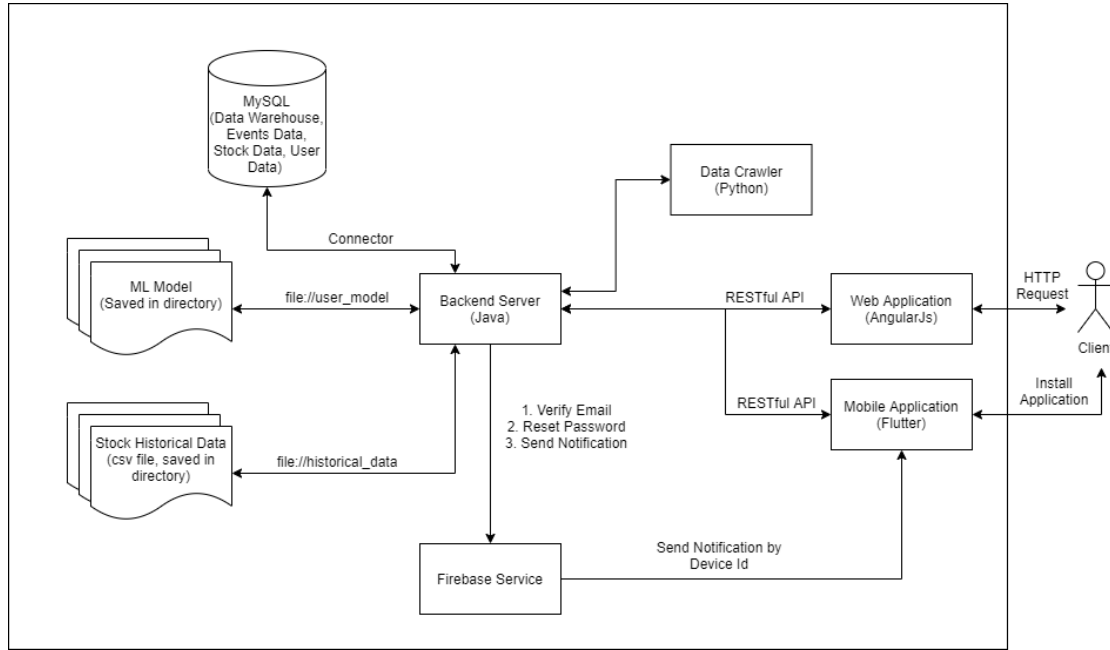 MySQL
(Data Warehouse,
Events Data,
Stock Data, User
Data)
Data Crawler
(Python)
Connector
ML Model
(Saved in directory)
file://user_model
Backend Server
(Java)
RESTful API
Web Application
(AngularJs)
HTTP
Request
Client
Install
Application
RESTful API
Mobile Application
(Flutter)
1. Verify Email
2. Reset Password
3. Send Notification
Stock Historical Data
(csv file, saved in
directory)
file://historical_data
Send Notification by
Device Id
Firebase Service